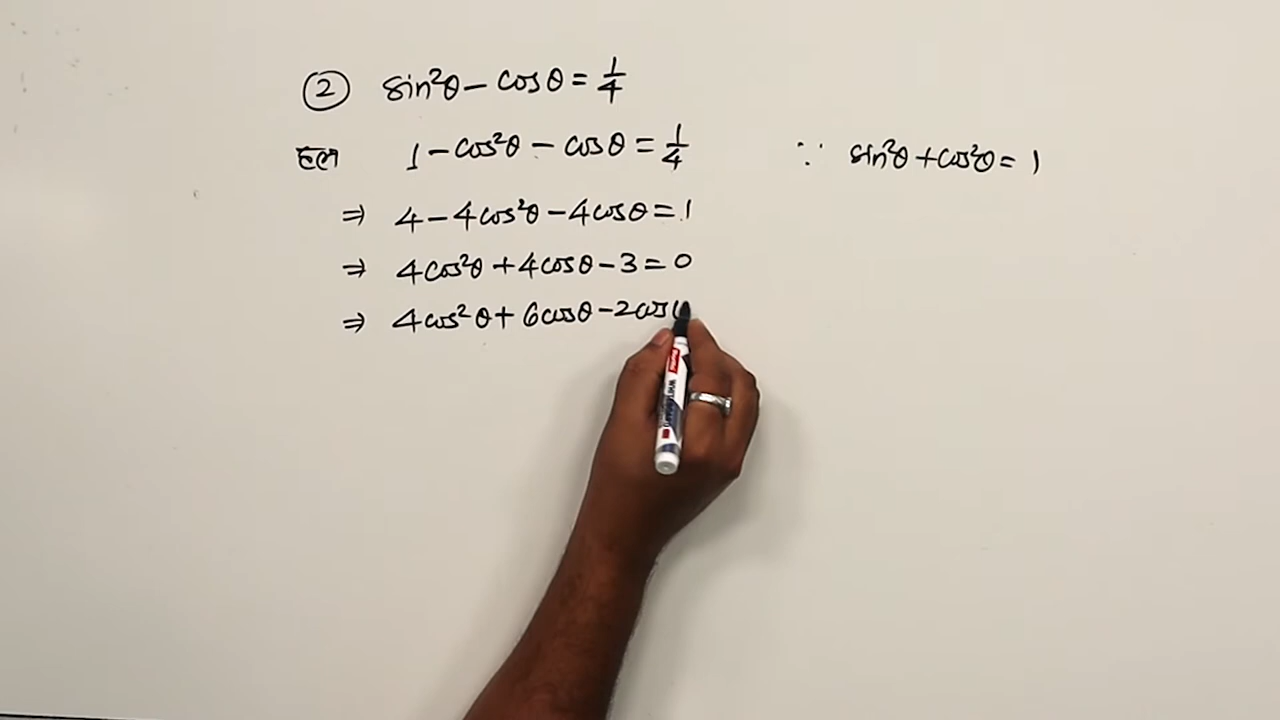 ② sin²θ - cosθ = 1/4
हल 1 - cos²θ - cosθ = 1/4 ∵ sin²θ + cos²θ = 1
⇒ 4 - 4cos²θ - 4cosθ = 1
⇒ 4cos²θ + 4cosθ - 3 = 0
⇒ 4cos²θ + 6cosθ - 2cos